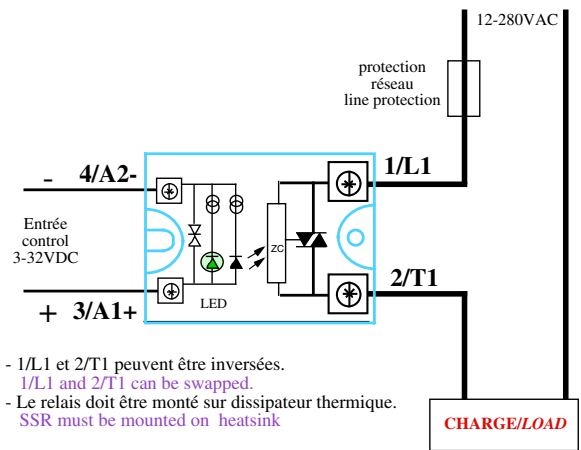 12-280VAC
protection
réseau
line protection
1/L1
- 4/A2-
Entrée
control
3-32VDC
ZC
LED
2/T1
+ 3/A1+
- 1/L1 et 2/T1 peuvent être inversées.
1/L1 and 2/T1 can be swapped.
- Le relais doit être monté sur dissipateur thermique.
SSR must be mounted on heatsink
CHARGE/LOAD